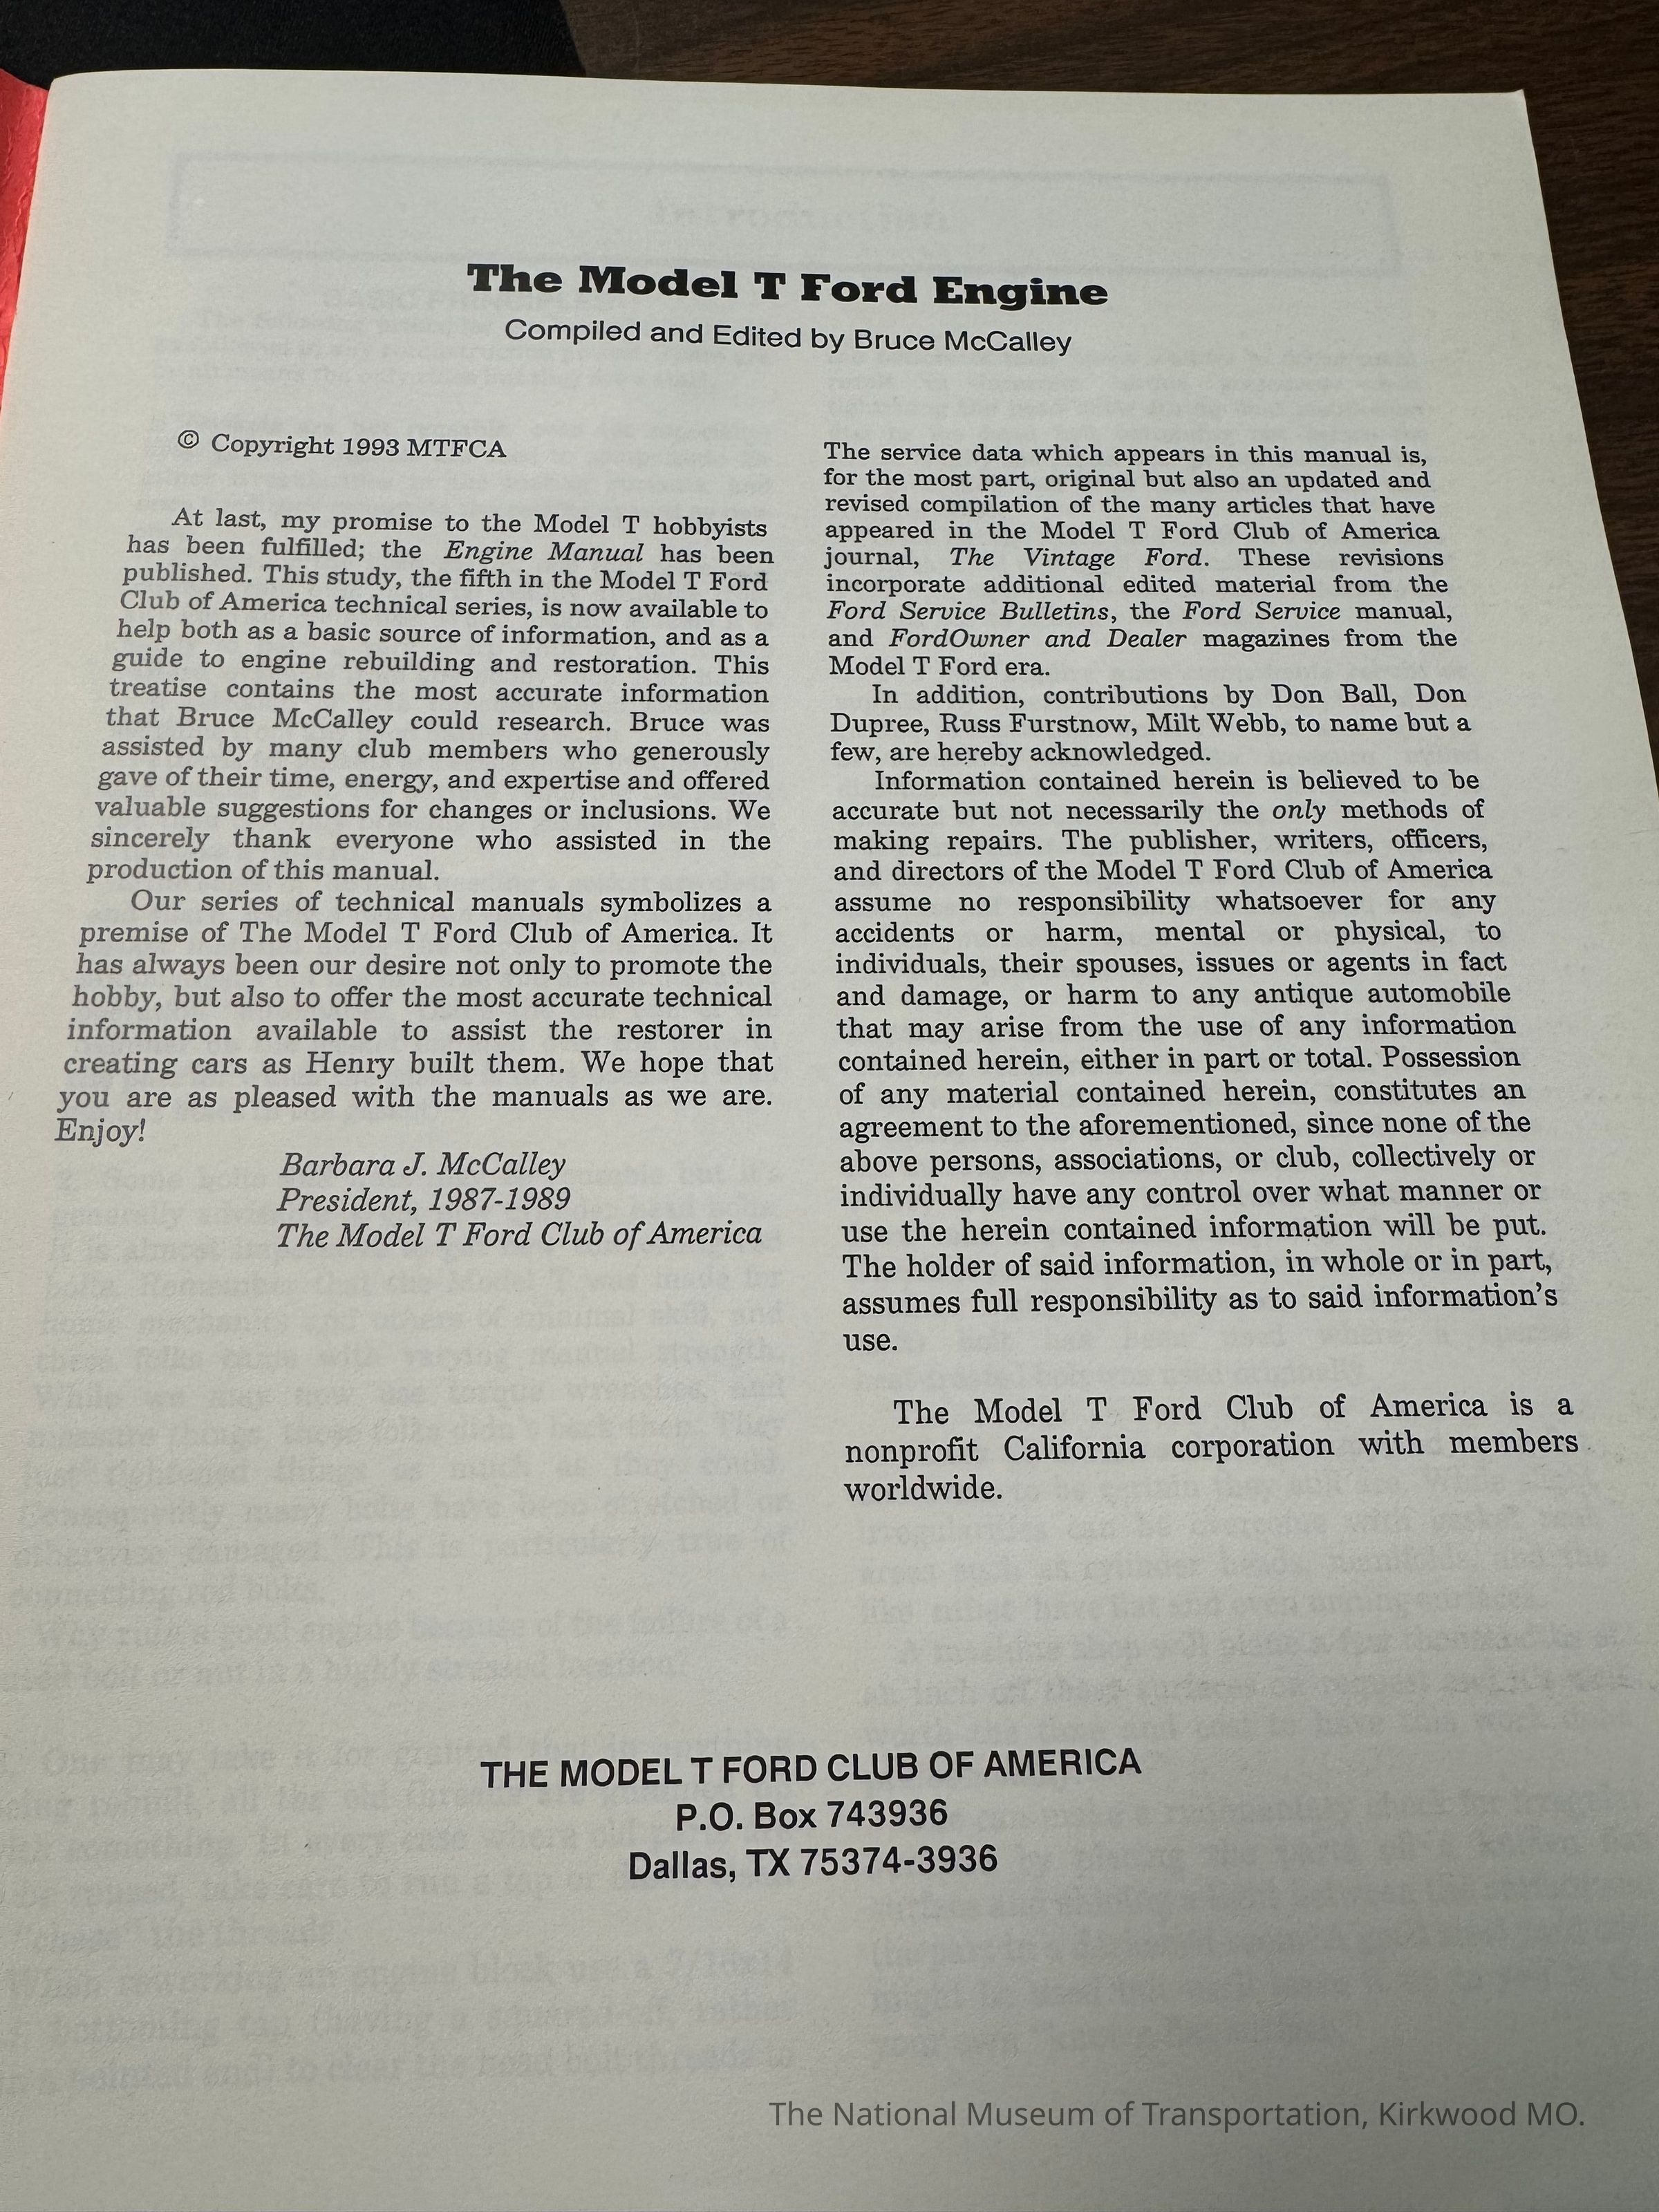 The Model T Ford Engine
Compiled and Edited by Bruce McCalley
© Copyright 1993 MTFCA
At last, my promise to the Model T hobbyists
has been fulfilled; the Engine Manual has been
published. This study, the fifth in the Model T Ford
Club of America technical series, is now available to
help both as a basic source of information, and as a
guide to engine rebuilding and restoration. This
treatise contains the most accurate information
that Bruce McCalley could research. Bruce was
assisted by many club members who generously
gave of their time, energy, and expertise and offered
valuable suggestions for changes or inclusions. We
sincerely thank everyone who assisted in the
production of this manual.
Our series of technical manuals symbolizes a
premise of The Model T Ford Club of America. It
has always been our desire not only to promote the
hobby, but also to offer the most accurate technical
information available to assist the restorer in
creating cars as Henry built them. We hope that
you are as pleased with the manuals as we are.
Enjoy!
Barbara J. McCalley
President, 1987-1989
The Model T Ford Club of America
The service data which appears in this manual is,
for the most part, original but also an updated and
revised compilation of the many articles that have
appeared in the Model T Ford Club of America
journal, The Vintage Ford. These revisions
incorporate additional edited material from the
Ford Service Bulletins, the Ford Service manual,
and FordOwner and Dealer magazines from the
Model T Ford era.
In addition, contributions by Don Ball, Don
Dupree, Russ Furstnow, Milt Webb, to name but a
few, are hereby acknowledged.
Information contained herein is believed to be
accurate but not necessarily the only methods of
making repairs. The publisher, writers, officers,
and directors of the Model T Ford Club of America
assume no responsibility whatsoever for any
accidents or harm, mental or physical, to
individuals, their spouses, issues or agents in fact
and damage, or harm to any antique automobile
that may arise from the use of any information
contained herein, either in part or total. Possession
of any material contained herein, constitutes an
agreement to the aforementioned, since none of the
above persons, associations, or club, collectively or
individually have any control over what manner or
use the herein contained information will be put.
The holder of said information, in whole or in part,
assumes full responsibility as to said information's
use.
The Model T Ford Club of America is a
nonprofit California corporation with members
worldwide.
THE MODEL T FORD CLUB OF AMERICA
P.O. Box 743936
Dallas, TX 75374-3936
The National Museum of Transportation, Kirkwood MO.